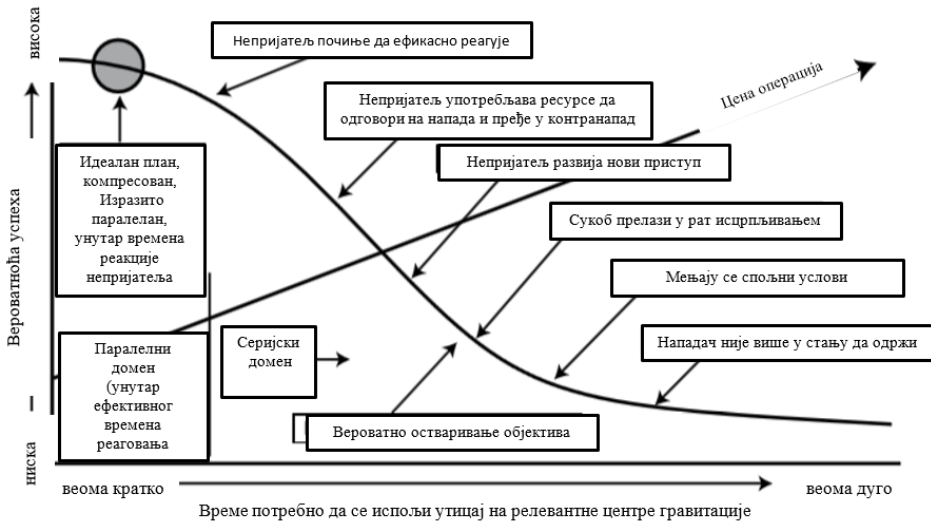 висока
Непријатељ почиње да ефикасно реагује
Цена операција
Непријатељ употребљава ресурсе да
одговори на напада и пређе у контранапад
Идеалан план,
компресован,
Изразито
паралелан,
унутар времена
реакције
непријатеља
Непријатељ развија нови приступ
Сукоб прелази у рат исцрпљивањем
Вероватноћа успеха
Мењају се спољни услови
Паралелни
домен
(унутар
ефективног
времена
реаговања
Серијски
домен
Нападач није више у стању да одржи
Вероватно остваривање објектива
ниска
веома кратко
веома дуго
Време потребно да се испољи утицај на релевантне центре гравитације